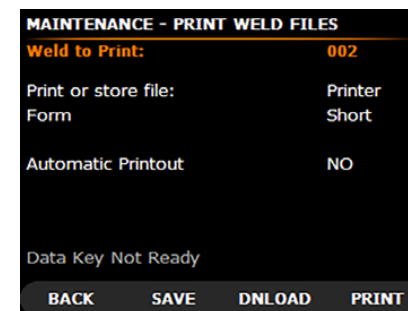 MAINTENANCE - PRINT WELD FILES
Weld to Print: 002
Print or store file: Printer
Form Short
Automatic Printout NO
Data Key Not Ready
BACK SAVE DNLOAD PRINT